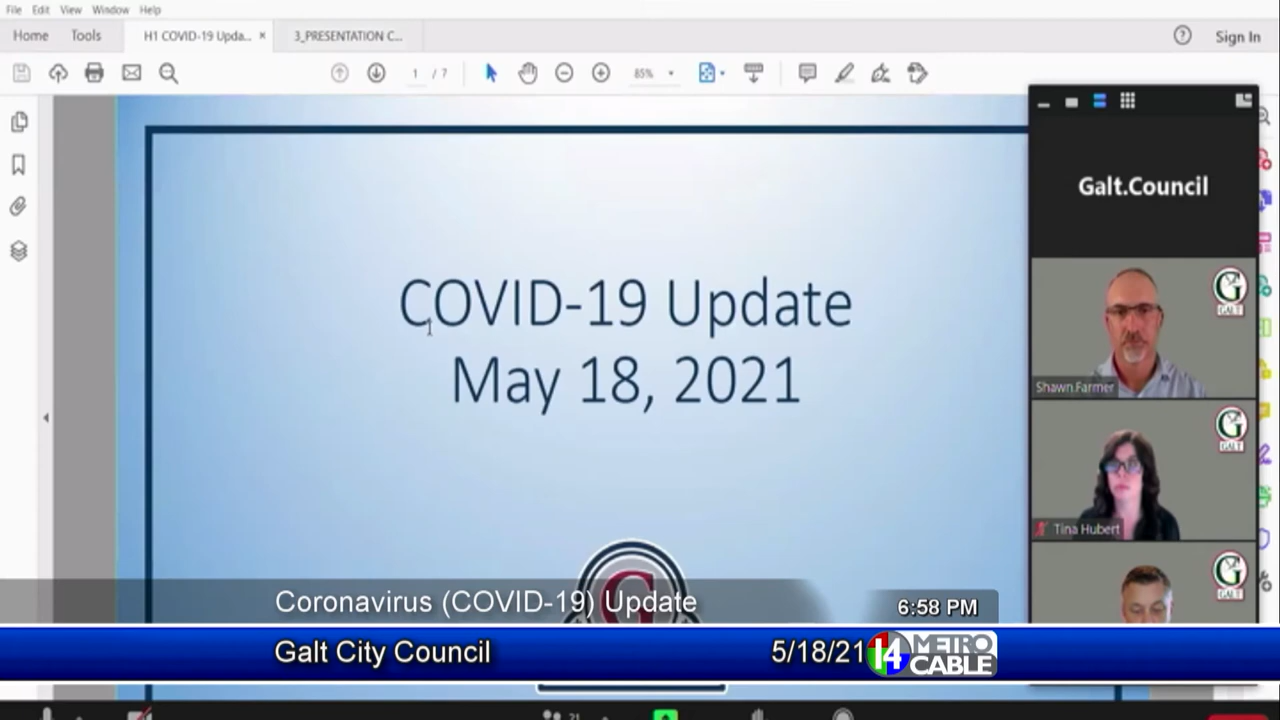 File Edit View Window Help
Home Tools H1 COVID-19 Upda... × 3_PRESENTATION C... Sign In
1 / 7 85%
Galt.Council
COVID-19 Update
May 18, 2021
GALT
Shawn.Farmer
GALT
Tina Hubert
GALT
G
Coronavirus (COVID-19) Update 6:58 PM
Galt City Council 5/18/21 14 METRO CABLE
21